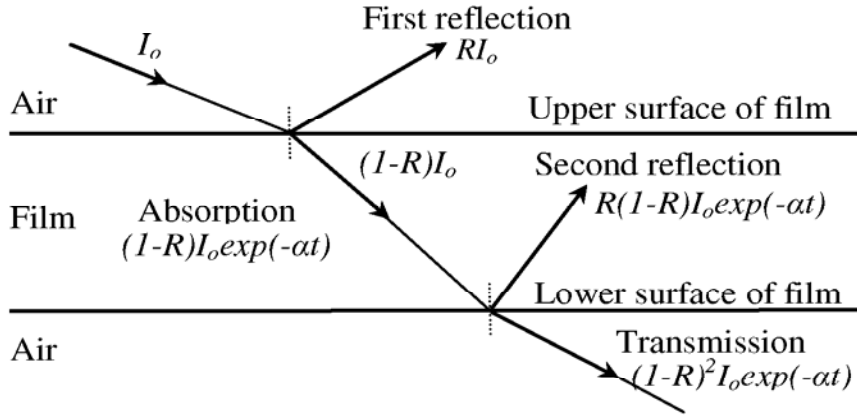 First reflection
I_o
RI_o
Air
Upper surface of film
(1-R)I_o
Second reflection
R(1-R)I_oexp(-αt)
Film
Absorption
(1-R)I_oexp(-αt)
Lower surface of film
Air
Transmission
(1-R)²I_oexp(-αt)